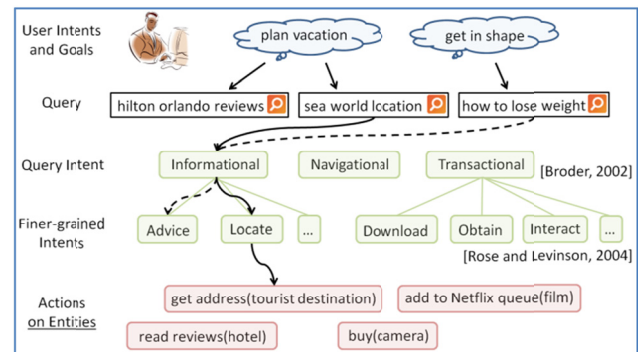 User Intents
and Goals
plan vacation
get in shape
Query
hilton orlando reviews
sea world lccation
how to lose weight
Query Intent
Informational
Navigational
Transactional
[Broder, 2002]
Finer-grained
Intents
Advice
Locate
...
Download
Obtain
Interact
...
[Rose and Levinson, 2004]
Actions
on Entities
get address(tourist destination)
add to Netflix queue(film)
read reviews(hotel)
buy(camera)